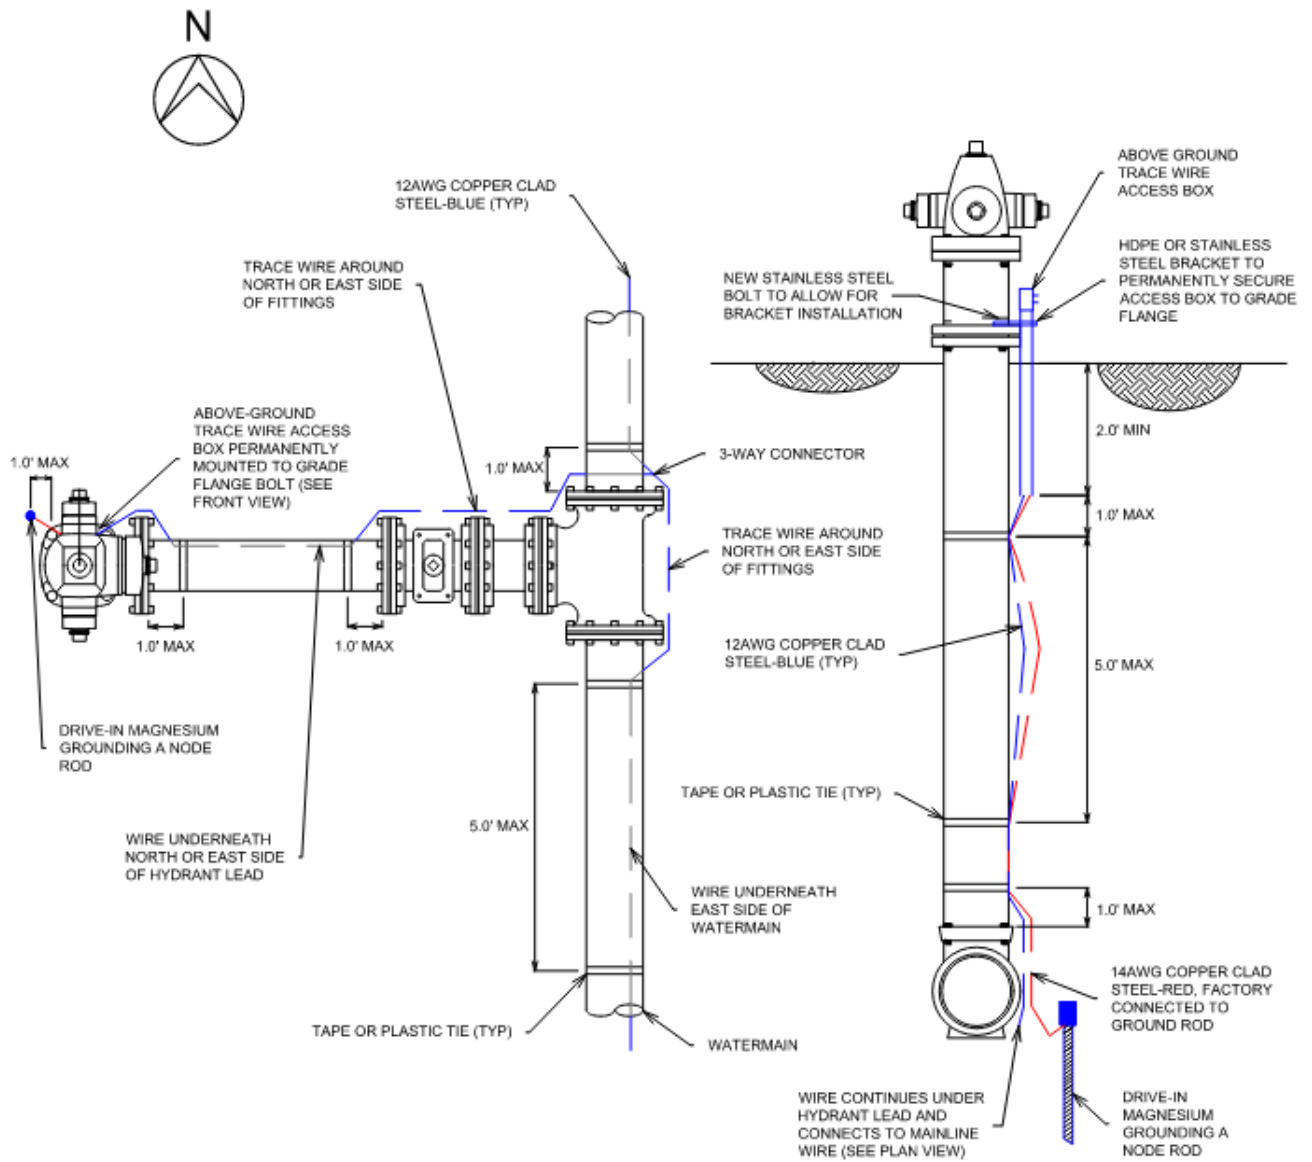 N
12AWG COPPER CLAD
STEEL-BLUE (TYP)
TRACE WIRE AROUND
NORTH OR EAST SIDE
OF FITTINGS
ABOVE-GROUND
TRACE WIRE ACCESS
BOX PERMANENTLY
MOUNTED TO GRADE
FLANGE BOLT (SEE
FRONT VIEW)
1.0' MAX
1.0' MAX
3-WAY CONNECTOR
TRACE WIRE AROUND
NORTH OR EAST SIDE
OF FITTINGS
1.0' MAX
1.0' MAX
DRIVE-IN MAGNESIUM
GROUNDING A NODE
ROD
WIRE UNDERNEATH
NORTH OR EAST SIDE
OF HYDRANT LEAD
5.0' MAX
WIRE UNDERNEATH
EAST SIDE OF
WATERMAIN
TAPE OR PLASTIC TIE (TYP)
WATERMAIN
ABOVE GROUND
TRACE WIRE
ACCESS BOX
NEW STAINLESS STEEL
BOLT TO ALLOW FOR
BRACKET INSTALLATION
HDPE OR STAINLESS
STEEL BRACKET TO
PERMANENTLY SECURE
ACCESS BOX TO GRADE
FLANGE
2.0' MIN
1.0' MAX
12AWG COPPER CLAD
STEEL-BLUE (TYP)
5.0' MAX
TAPE OR PLASTIC TIE (TYP)
1.0' MAX
14AWG COPPER CLAD
STEEL-RED, FACTORY
CONNECTED TO
GROUND ROD
WIRE CONTINUES UNDER
HYDRANT LEAD AND
CONNECTS TO MAINLINE
WIRE (SEE PLAN VIEW)
DRIVE-IN
MAGNESIUM
GROUNDING A
NODE ROD